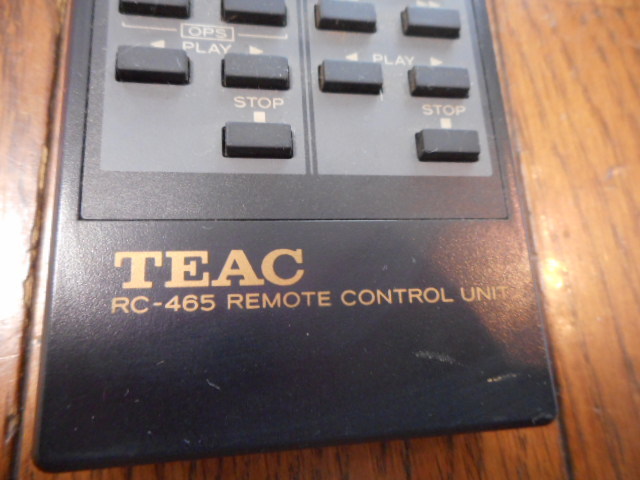 OPS
◄ PLAY ►
◄ PLAY ►
STOP
■
STOP
■
TEAC
RC-465 REMOTE CONTROL UNIT